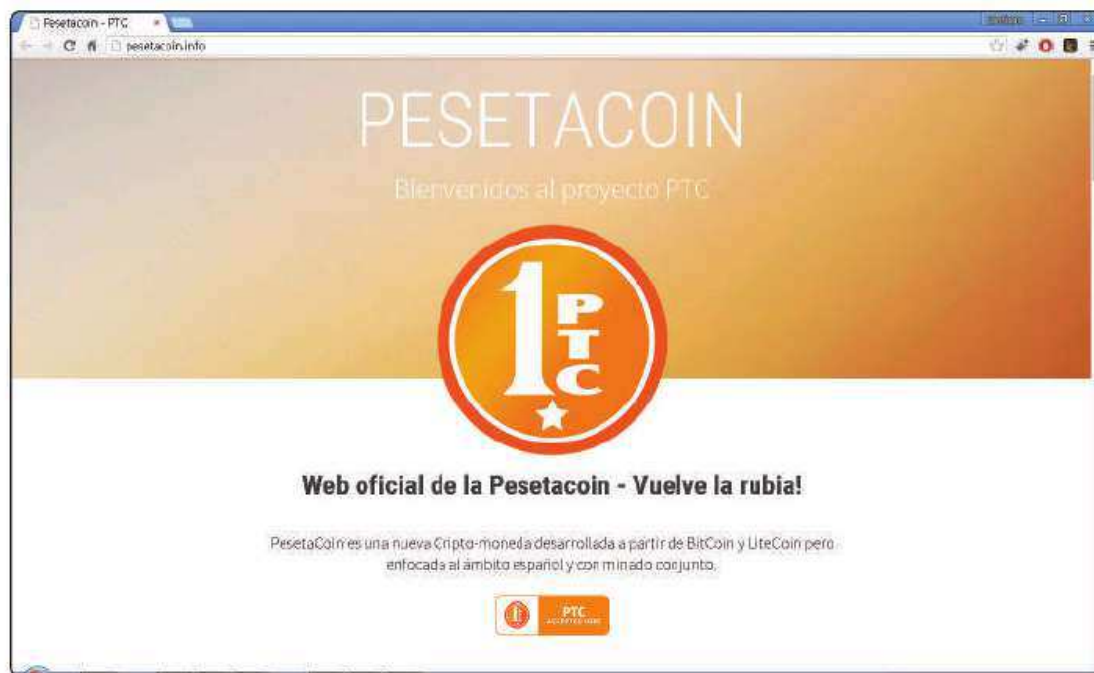 Pesetacoin - PTC
pesetacoin.info
PESETACOIN
Bienvenidos al proyecto PTC
1 PTC
Web oficial de la Pesetacoin - Vuelve la rubia!
PesetaCoin es una nueva Cripto-moneda desarrollada a partir de BitCoin y LiteCoin pero
enfocada al ámbito español y con minado conjunto.
PTC
ACCEPTED HERE